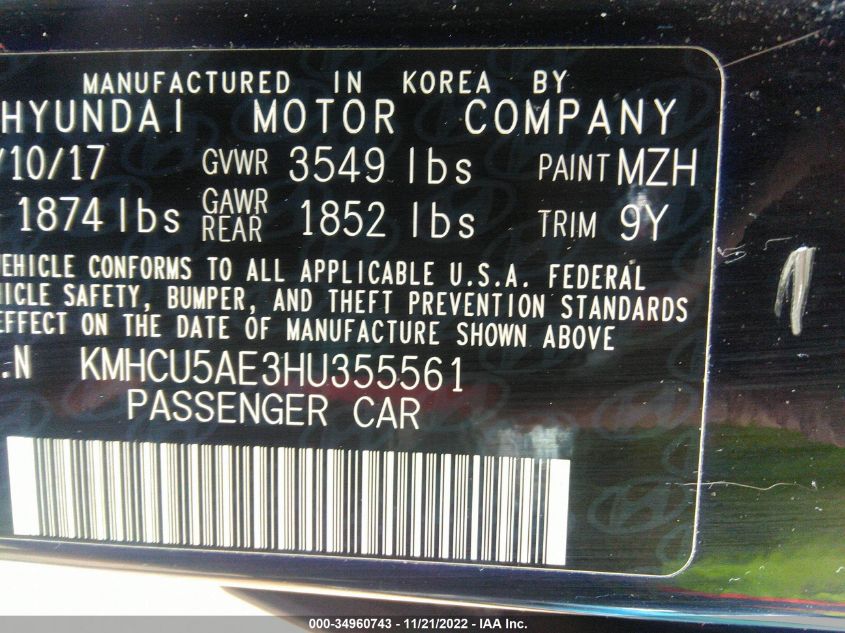 MANUFACTURED IN KOREA BY
HYUNDAI MOTOR COMPANY
/10/17 GVWR 3549 lbs PAINT MZH
1874 lbs GAWR REAR 1852 lbs TRIM 9Y
VEHICLE CONFORMS TO ALL APPLICABLE U.S.A. FEDERAL
HICLE SAFETY, BUMPER, AND THEFT PREVENTION STANDARDS
EFFECT ON THE DATE OF MANUFACTURE SHOWN ABOVE
.N KMHCU5AE3HU355561
PASSENGER CAR
000-34960743 - 11/21/2022 - IAA Inc.